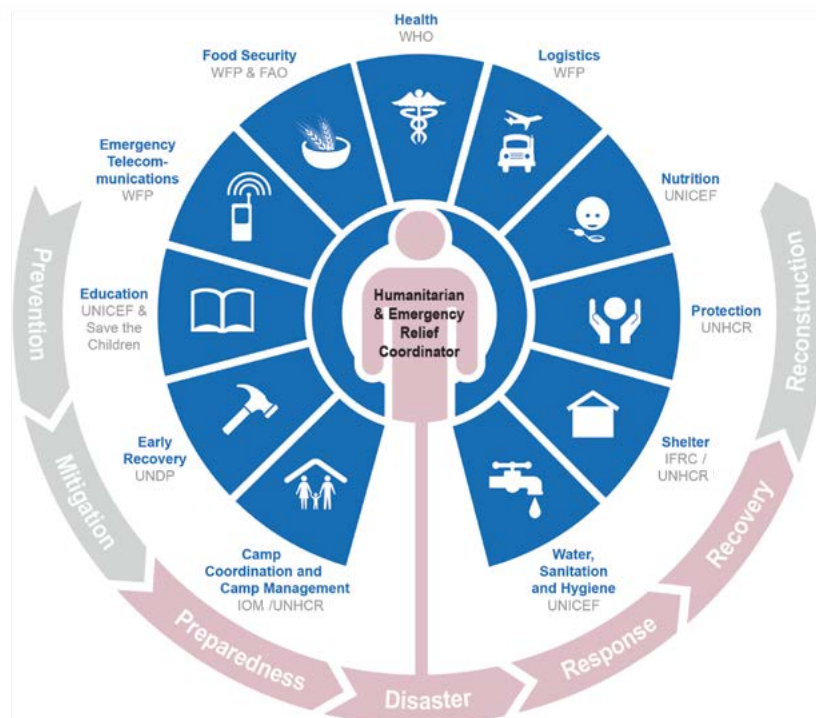 Health
WHO
Food Security
WFP & FAO
Logistics
WFP
Emergency
Telecom-
munications
WFP
Nutrition
UNICEF
Education
UNICEF &
Save the
Children
Humanitarian
& Emergency
Relief
Coordinator
Protection
UNHCR
Early
Recovery
UNDP
Shelter
IFRC /
UNHCR
Camp
Coordination and
Camp Management
IOM /UNHCR
Water,
Sanitation
and Hygiene
UNICEF
Prevention
Mitigation
Preparedness
Disaster
Response
Recovery
Reconstruction